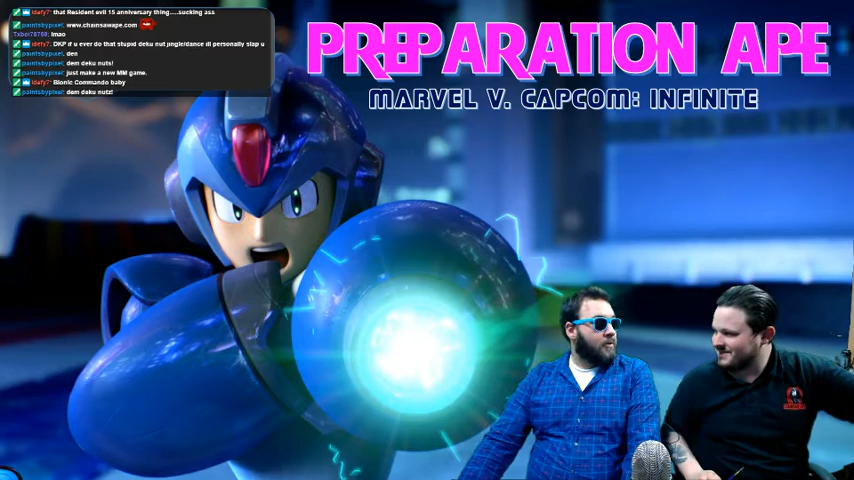 idefy7: that Resident evil 15 anniversary thing.....sucking ass
paintsbypixel: www.chainsawape.com
Txbori78760: lmao
idefy7: DKP if u ever do that stupid deku nut jingle/dance ill personally slap u
paintsbypixel: den
paintsbypixel: dem deku nuts!
paintsbypixel: just make a new MM game.
idefy7: Bionic Commando baby
paintsbypixel: dem deku nutz!
PREPARATION APE
MARVEL V. CAPCOM: INFINITE